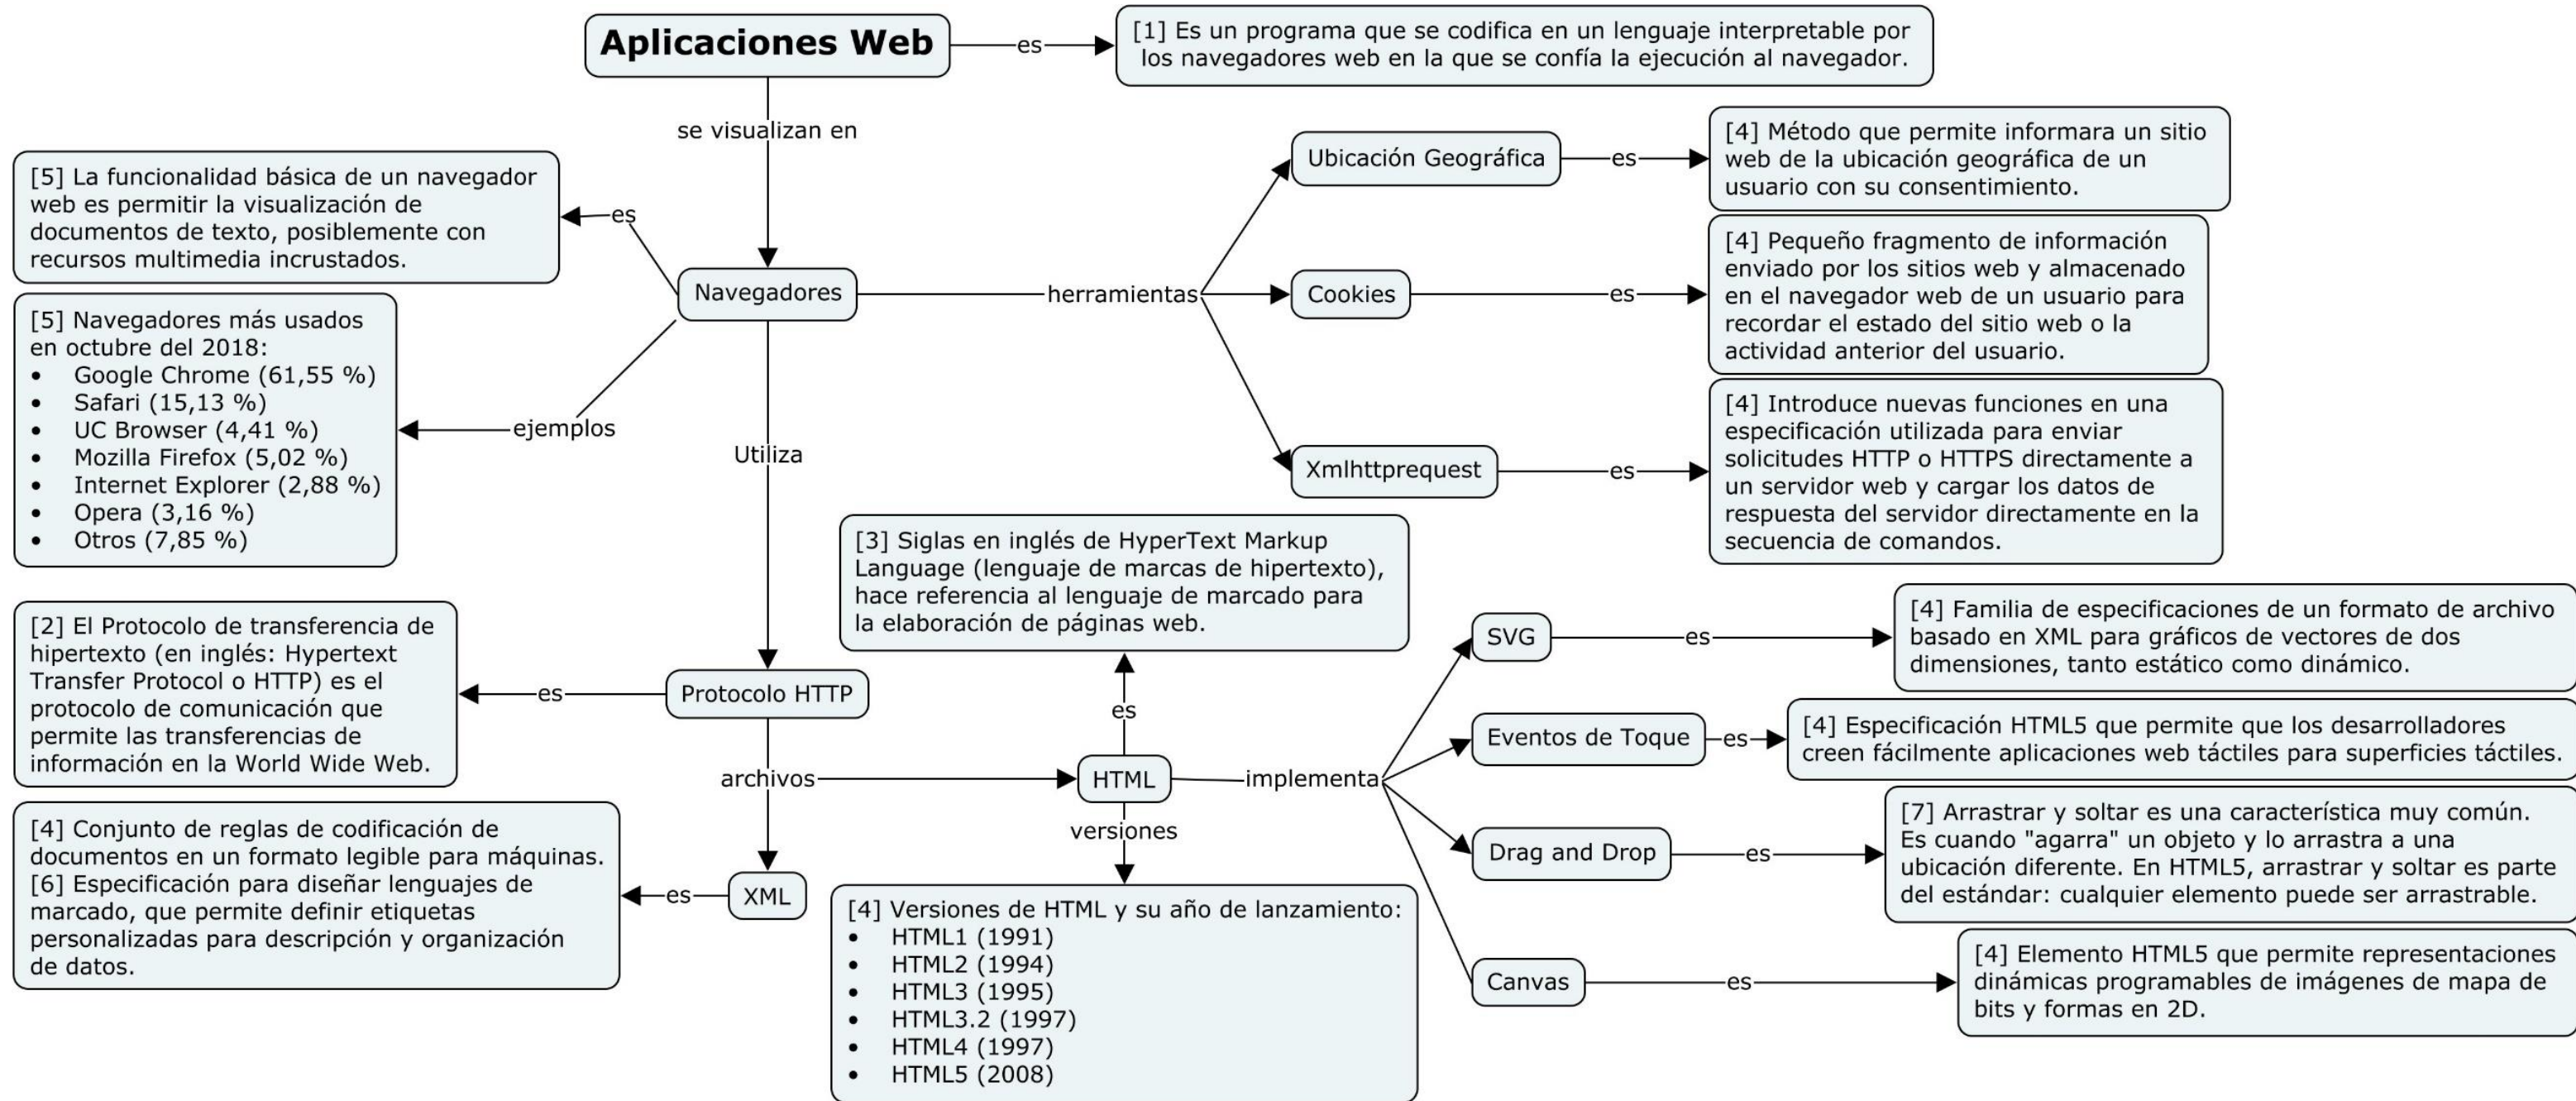 Aplicaciones Web
es
[1] Es un programa que se codifica en un lenguaje interpretable por
los navegadores web en la que se confía la ejecución al navegador.
se visualizan en
[5] La funcionalidad básica de un navegador
web es permitir la visualización de
documentos de texto, posiblemente con
recursos multimedia incrustados.
es
Navegadores
[5] Navegadores más usados
en octubre del 2018:
• Google Chrome (61,55 %)
• Safari (15,13 %)
• UC Browser (4,41 %)
• Mozilla Firefox (5,02 %)
• Internet Explorer (2,88 %)
• Opera (3,16 %)
• Otros (7,85 %)
ejemplos
herramientas
Ubicación Geográfica
es
[4] Método que permite informara un sitio
web de la ubicación geográfica de un
usuario con su consentimiento.
Cookies
es
[4] Pequeño fragmento de información
enviado por los sitios web y almacenado
en el navegador web de un usuario para
recordar el estado del sitio web o la
actividad anterior del usuario.
Xmlhttprequest
es
[4] Introduce nuevas funciones en una
especificación utilizada para enviar
solicitudes HTTP o HTTPS directamente a
un servidor web y cargar los datos de
respuesta del servidor directamente en la
secuencia de comandos.
Utiliza
Protocolo HTTP
es
[2] El Protocolo de transferencia de
hipertexto (en inglés: Hypertext
Transfer Protocol o HTTP) es el
protocolo de comunicación que
permite las transferencias de
información en la World Wide Web.
archivos
XML
es
[4] Conjunto de reglas de codificación de
documentos en un formato legible para máquinas.
[6] Especificación para diseñar lenguajes de
marcado, que permite definir etiquetas
personalizadas para descripción y organización
de datos.
HTML
es
[3] Siglas en inglés de HyperText Markup
Language (lenguaje de marcas de hipertexto),
hace referencia al lenguaje de marcado para
la elaboración de páginas web.
versiones
[4] Versiones de HTML y su año de lanzamiento:
• HTML1 (1991)
• HTML2 (1994)
• HTML3 (1995)
• HTML3.2 (1997)
• HTML4 (1997)
• HTML5 (2008)
implementa
SVG
es
[4] Familia de especificaciones de un formato de archivo
basado en XML para gráficos de vectores de dos
dimensiones, tanto estático como dinámico.
Eventos de Toque
es
[4] Especificación HTML5 que permite que los desarrolladores
creen fácilmente aplicaciones web táctiles para superficies táctiles.
Drag and Drop
es
[7] Arrastrar y soltar es una característica muy común.
Es cuando "agarra" un objeto y lo arrastra a una
ubicación diferente. En HTML5, arrastrar y soltar es parte
del estándar: cualquier elemento puede ser arrastrable.
Canvas
es
[4] Elemento HTML5 que permite representaciones
dinámicas programables de imágenes de mapa de
bits y formas en 2D.